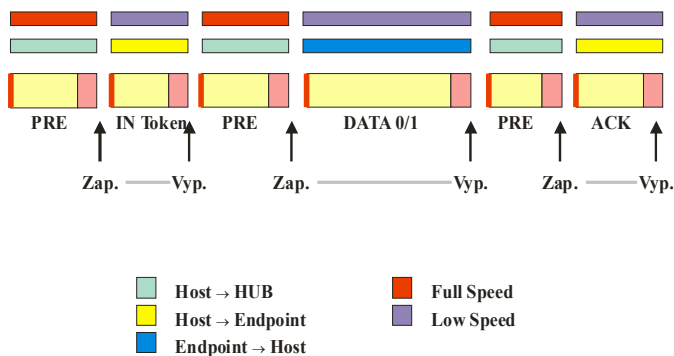 PRE IN Token PRE DATA 0/1 PRE ACK
Zap. Vyp. Zap. Vyp. Zap. Vyp.
Host → HUB Full Speed
Host → Endpoint Low Speed
Endpoint → Host